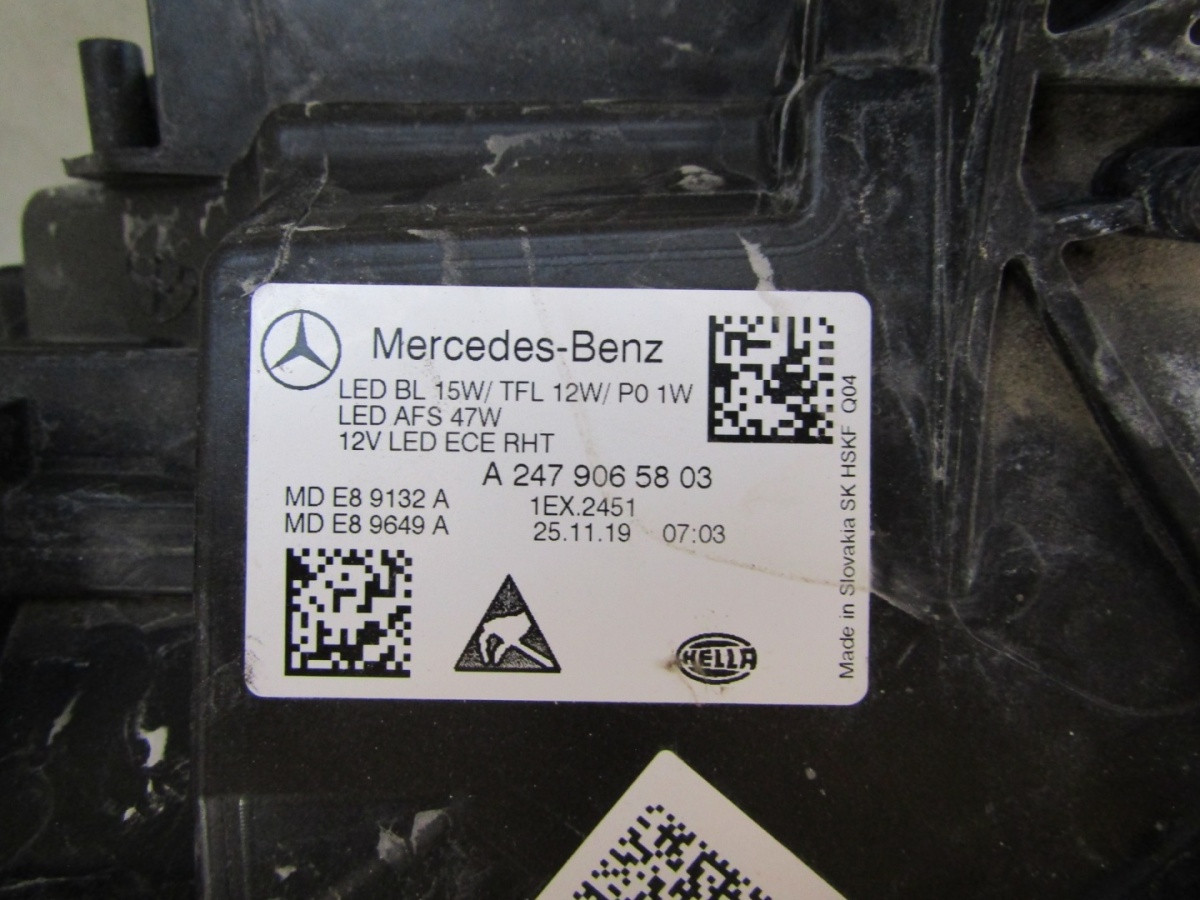 Mercedes-Benz
LED BL 15W/ TFL 12W/ P0 1W
LED AFS 47W
12V LED ECE RHT
A 247 906 58 03
MD E8 9132 A
1EX.2451
MD E8 9649 A
25.11.19 07:03
HELLA
Made in Slovakia SK HSKF Q04